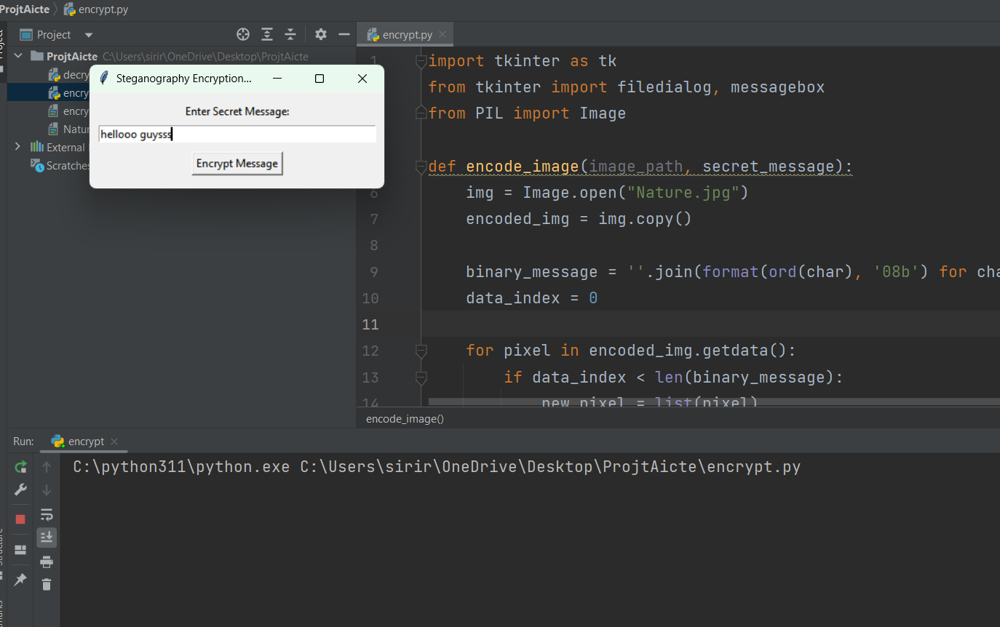 ProjtAicte encrypt.py
Project
encrypt.py
ProjtAicte C:\Users\sirir\OneDrive\Desktop\ProjtAicte
decry
encry
encry
Natur
External
Scratches
Steganography Encryption...
Enter Secret Message:
hellooo guysss
Encrypt Message
1 import tkinter as tk
from tkinter import filedialog, messagebox
from PIL import Image
def encode_image(image_path, secret_message):
6 img = Image.open("Nature.jpg")
7 encoded_img = img.copy()
8
9 binary_message = ''.join(format(ord(char), '08b') for cha
10 data_index = 0
11
12 for pixel in encoded_img.getdata():
13 if data_index < len(binary_message):
14 new_pixel = list(pixel)
encode_image()
Run: encrypt
C:\python311\python.exe C:\Users\sirir\OneDrive\Desktop\ProjtAicte\encrypt.py